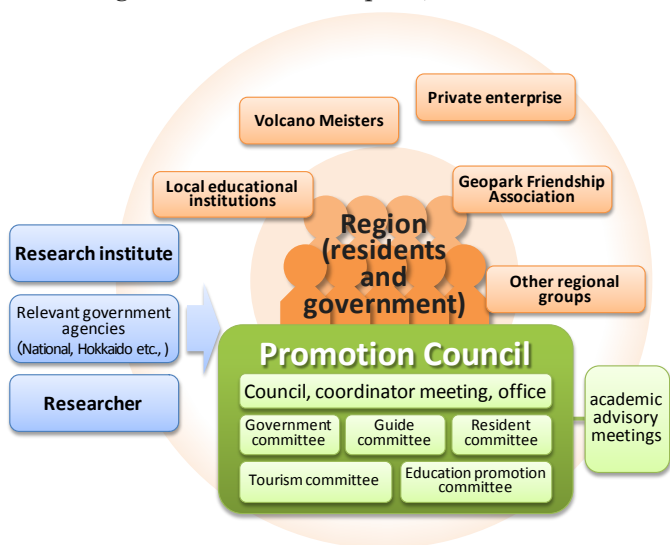 Private enterprise
Volcano Meisters
Local educational
institutions
Geopark Friendship
Association
Region
(residents
and
government)
Other regional
groups
Research institute
Relevant government
agencies
(National, Hokkaido etc., )
Researcher
Promotion Council
Council, coordinator meeting, office
Government
committee
Guide
committee
Resident
committee
Tourism committee
Education promotion
committee
academic
advisory
meetings